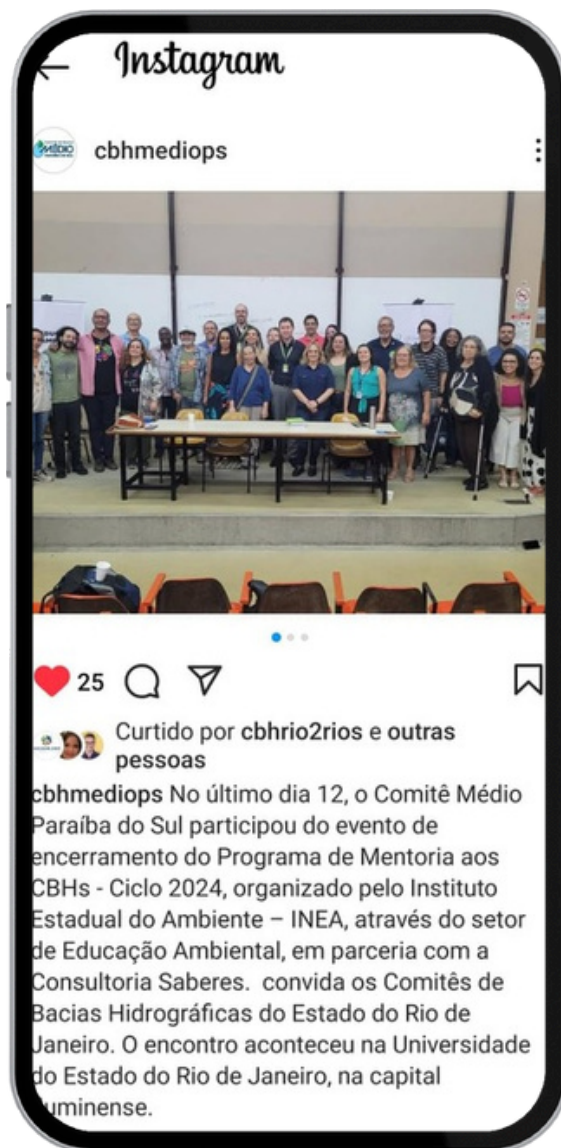 Instagram
MÉDIO
cbhmediops
25
Curtido por cbhrio2rios e outras
pessoas
cbhmediops No último dia 12, o Comitê Médio
Paraíba do Sul participou do evento de
encerramento do Programa de Mentoria aos
CBHs - Ciclo 2024, organizado pelo Instituto
Estadual do Ambiente – INEA, através do setor
de Educação Ambiental, em parceria com a
Consultoria Saberes.  convida os Comitês de
Bacias Hidrográficas do Estado do Rio de
Janeiro. O encontro aconteceu na Universidade
do Estado do Rio de Janeiro, na capital
uminense.